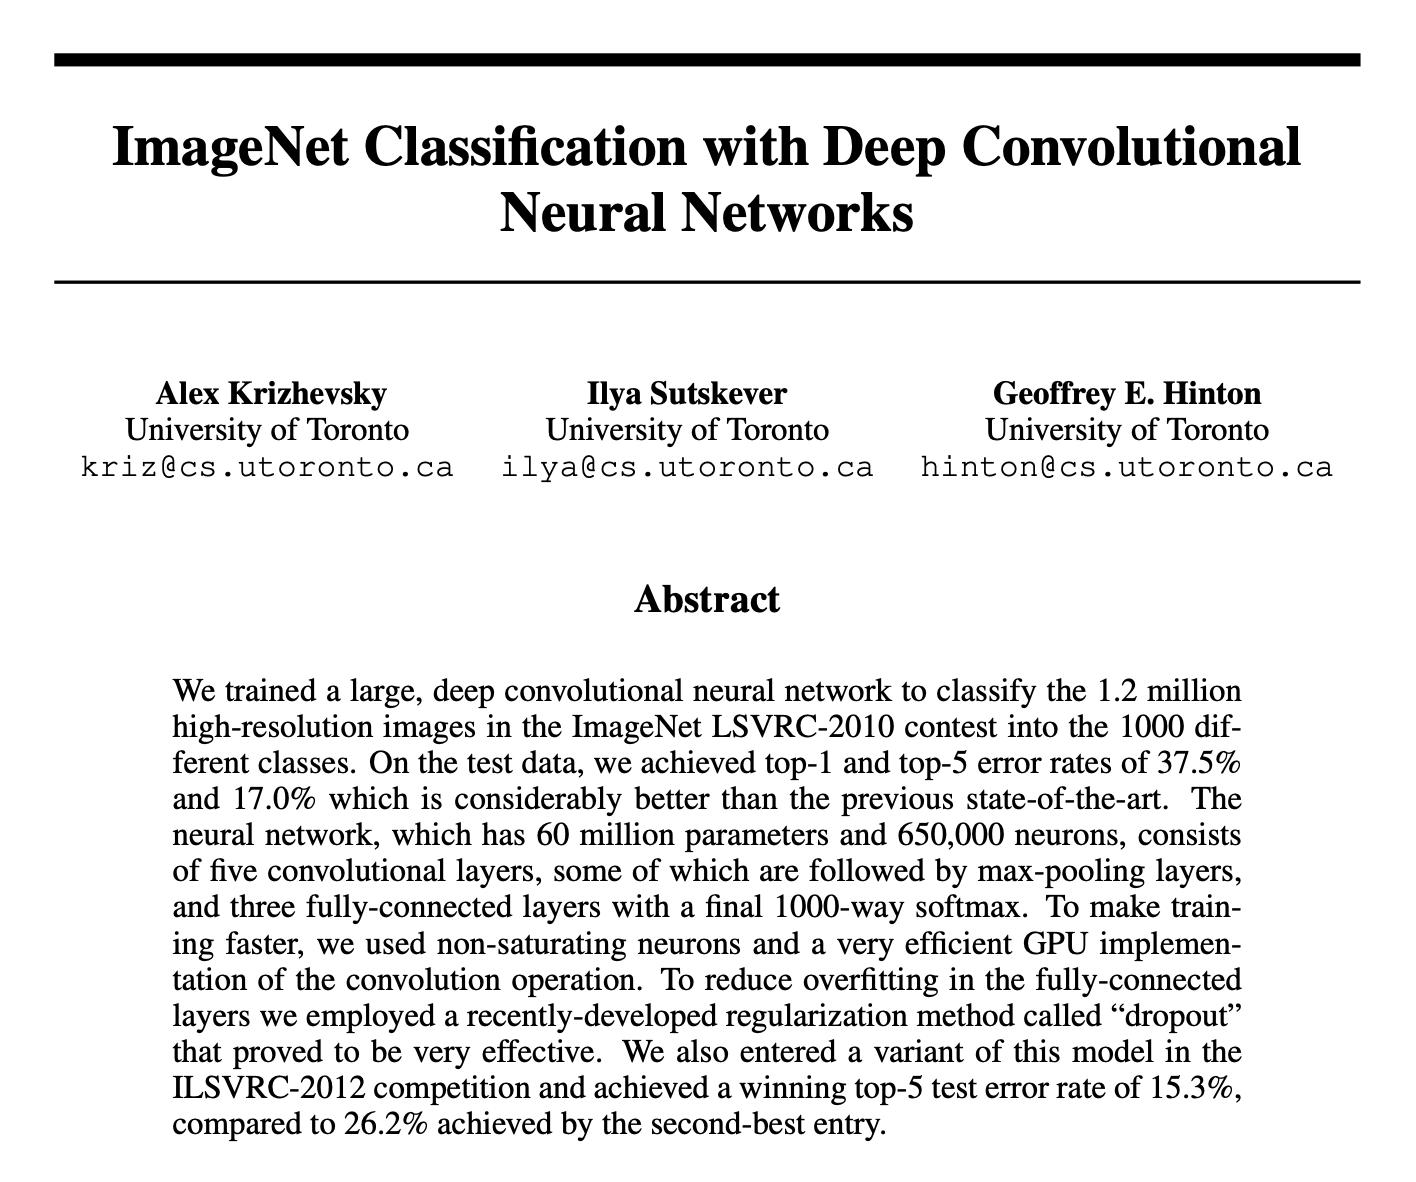 ImageNet Classification with Deep Convolutional
Neural Networks
Alex Krizhevsky
University of Toronto
kriz@cs.utoronto.ca
Ilya Sutskever
University of Toronto
ilya@cs.utoronto.ca
Geoffrey E. Hinton
University of Toronto
hinton@cs.utoronto.ca
Abstract
We trained a large, deep convolutional neural network to classify the 1.2 million
high-resolution images in the ImageNet LSVRC-2010 contest into the 1000 dif-
ferent classes. On the test data, we achieved top-1 and top-5 error rates of 37.5%
and 17.0% which is considerably better than the previous state-of-the-art. The
neural network, which has 60 million parameters and 650,000 neurons, consists
of five convolutional layers, some of which are followed by max-pooling layers,
and three fully-connected layers with a final 1000-way softmax. To make train-
ing faster, we used non-saturating neurons and a very efficient GPU implemen-
tation of the convolution operation. To reduce overfitting in the fully-connected
layers we employed a recently-developed regularization method called “dropout”
that proved to be very effective. We also entered a variant of this model in the
ILSVRC-2012 competition and achieved a winning top-5 test error rate of 15.3%,
compared to 26.2% achieved by the second-best entry.